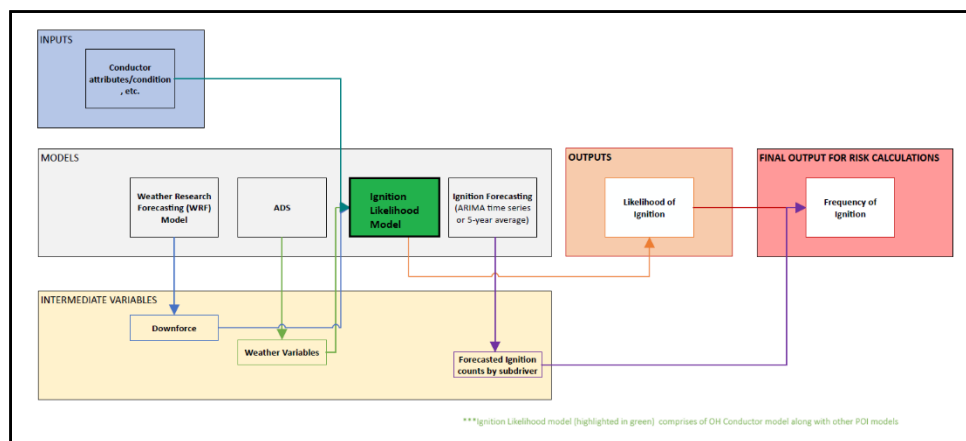 INPUTS
Conductor
attributes/condition
, etc.
MODELS
Weather Research
Forecasting (WRF)
Model
ADS
Ignition
Likelihood
Model
Ignition Forecasting
(ARIMA time series
or 5-year average)
OUTPUTS
Likelihood of
Ignition
FINAL OUTPUT FOR RISK CALCULATIONS
Frequency of
Ignition
INTERMEDIATE VARIABLES
Downforce
Weather Variables
Forecasted Ignition
counts by subdriver
***Ignition Likelihood model (highlighted in green) comprises of OH Conductor model along with other POI models